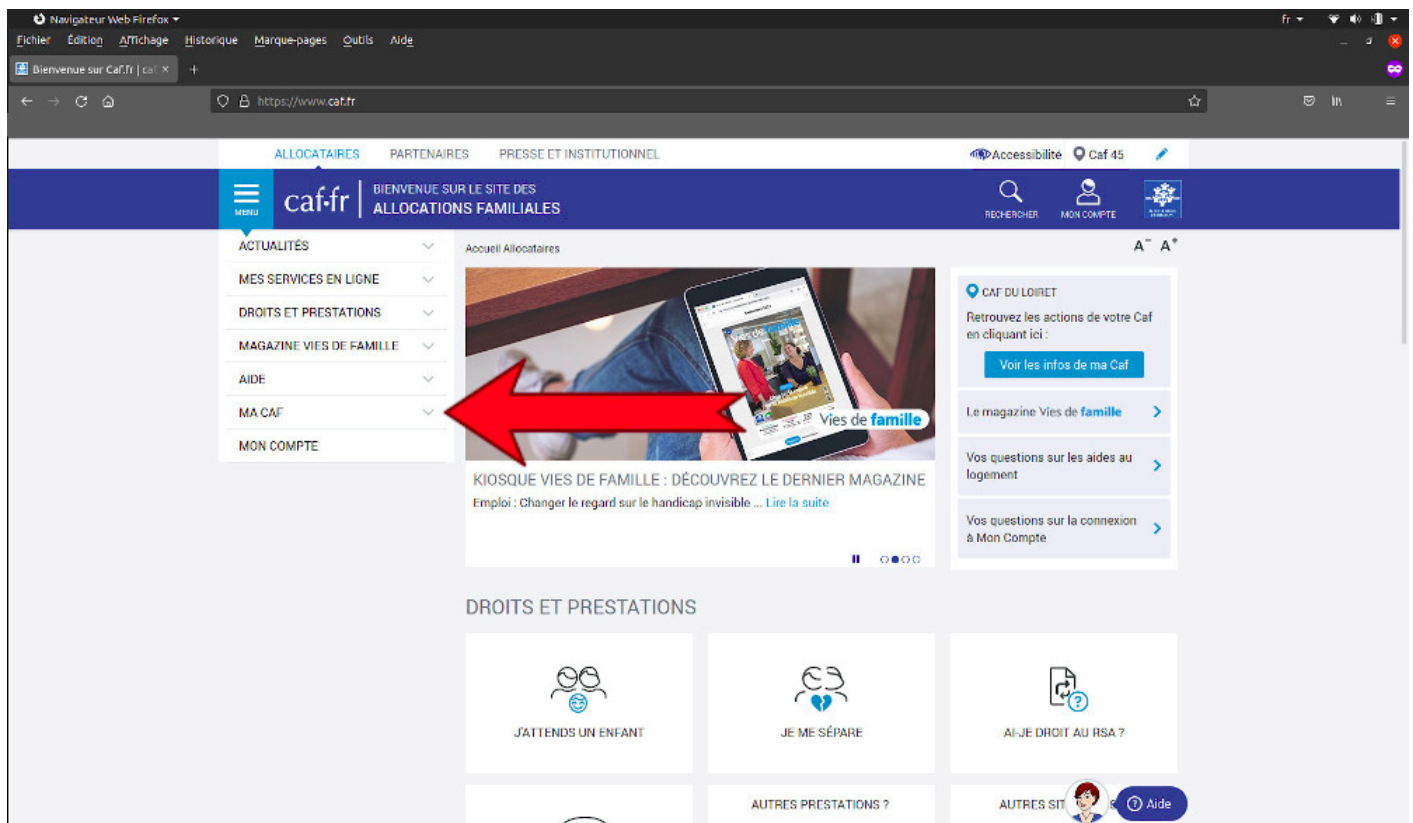 Navigateur Web Firefox
fr
Fichier Édition Affichage Historique Marque-pages Outils Aide
Bienvenue sur Caf.fr | caf
https://www.caf.fr
ALLOCATAIRES PARTENAIRES PRESSE ET INSTITUTIONNEL
Accessibilité Caf 45
MENU
caf.fr
BIENVENUE SUR LE SITE DES
ALLOCATIONS FAMILIALES
RECHERCHER MON COMPTE
ACTUALITÉS
MES SERVICES EN LIGNE
DROITS ET PRESTATIONS
MAGAZINE VIES DE FAMILLE
AIDE
MA CAF
MON COMPTE
Accueil Allocataires
A⁻ A⁺
vies de famille
Vies de famille
KIOSQUE VIES DE FAMILLE : DÉCOUVREZ LE DERNIER MAGAZINE
Emploi : Changer le regard sur le handicap invisible ... Lire la suite
CAF DU LOIRET
Retrouvez les actions de votre Caf
en cliquant ici :
Voir les infos de ma Caf
Le magazine Vies de famille
Vos questions sur les aides au
logement
Vos questions sur la connexion
à Mon Compte
DROITS ET PRESTATIONS
J'ATTENDS UN ENFANT
JE ME SÉPARE
AI-JE DROIT AU RSA ?
AUTRES PRESTATIONS ?
AUTRES
Aide